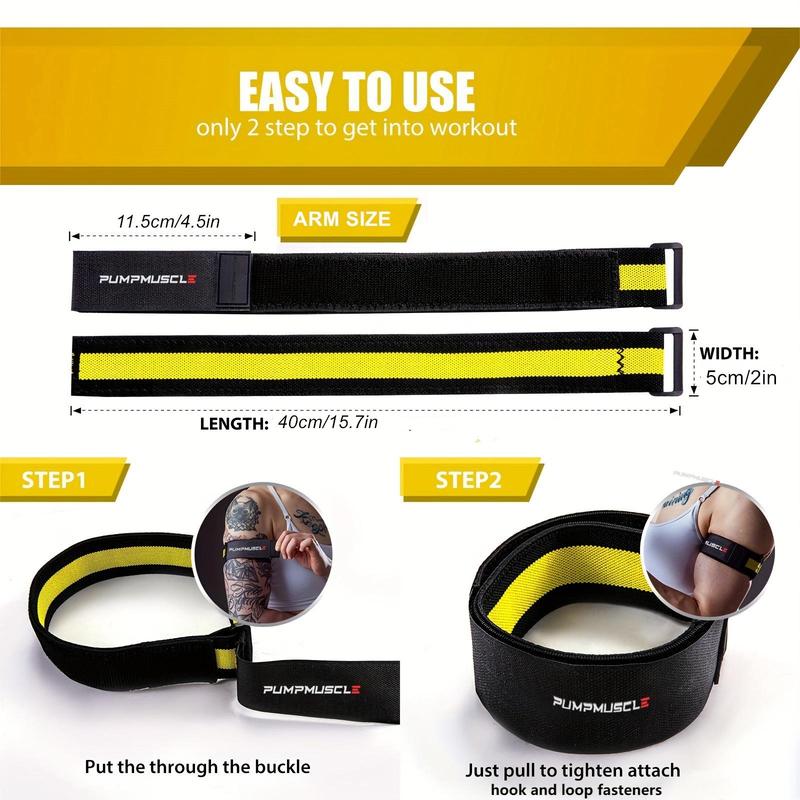 EASY TO USE
only 2 step to get into workout
11.5cm/4.5in
ARM SIZE
PUMPMUSCLE
WIDTH:
5cm/2in
LENGTH: 40cm/15.7in
STEP1
STEP2
PUMPMUSCLE
PUMPMUSCLE
PUMPMUSCLE
PUMPMUSCLE
PUMPMUSCLE
Put the through the buckle
Just pull to tighten attach
hook and loop fasteners